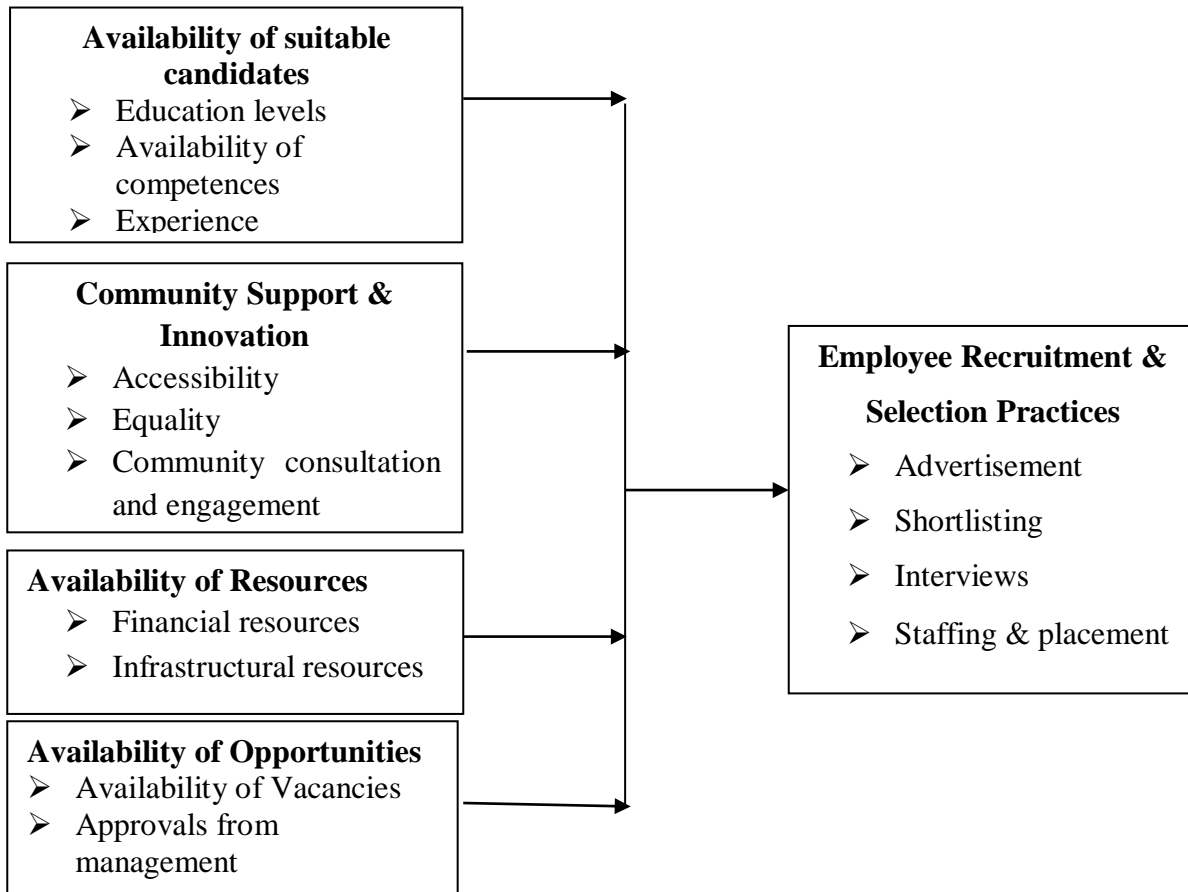 Availability of suitable
candidates
➢ Education levels
➢ Availability of
competences
➢ Experience
Community Support &
Innovation
➢ Accessibility
➢ Equality
➢ Community consultation
and engagement
Availability of Resources
➢ Financial resources
➢ Infrastructural resources
Availability of Opportunities
➢ Availability of Vacancies
➢ Approvals from
management
Employee Recruitment &
Selection Practices
➢ Advertisement
➢ Shortlisting
➢ Interviews
➢ Staffing & placement